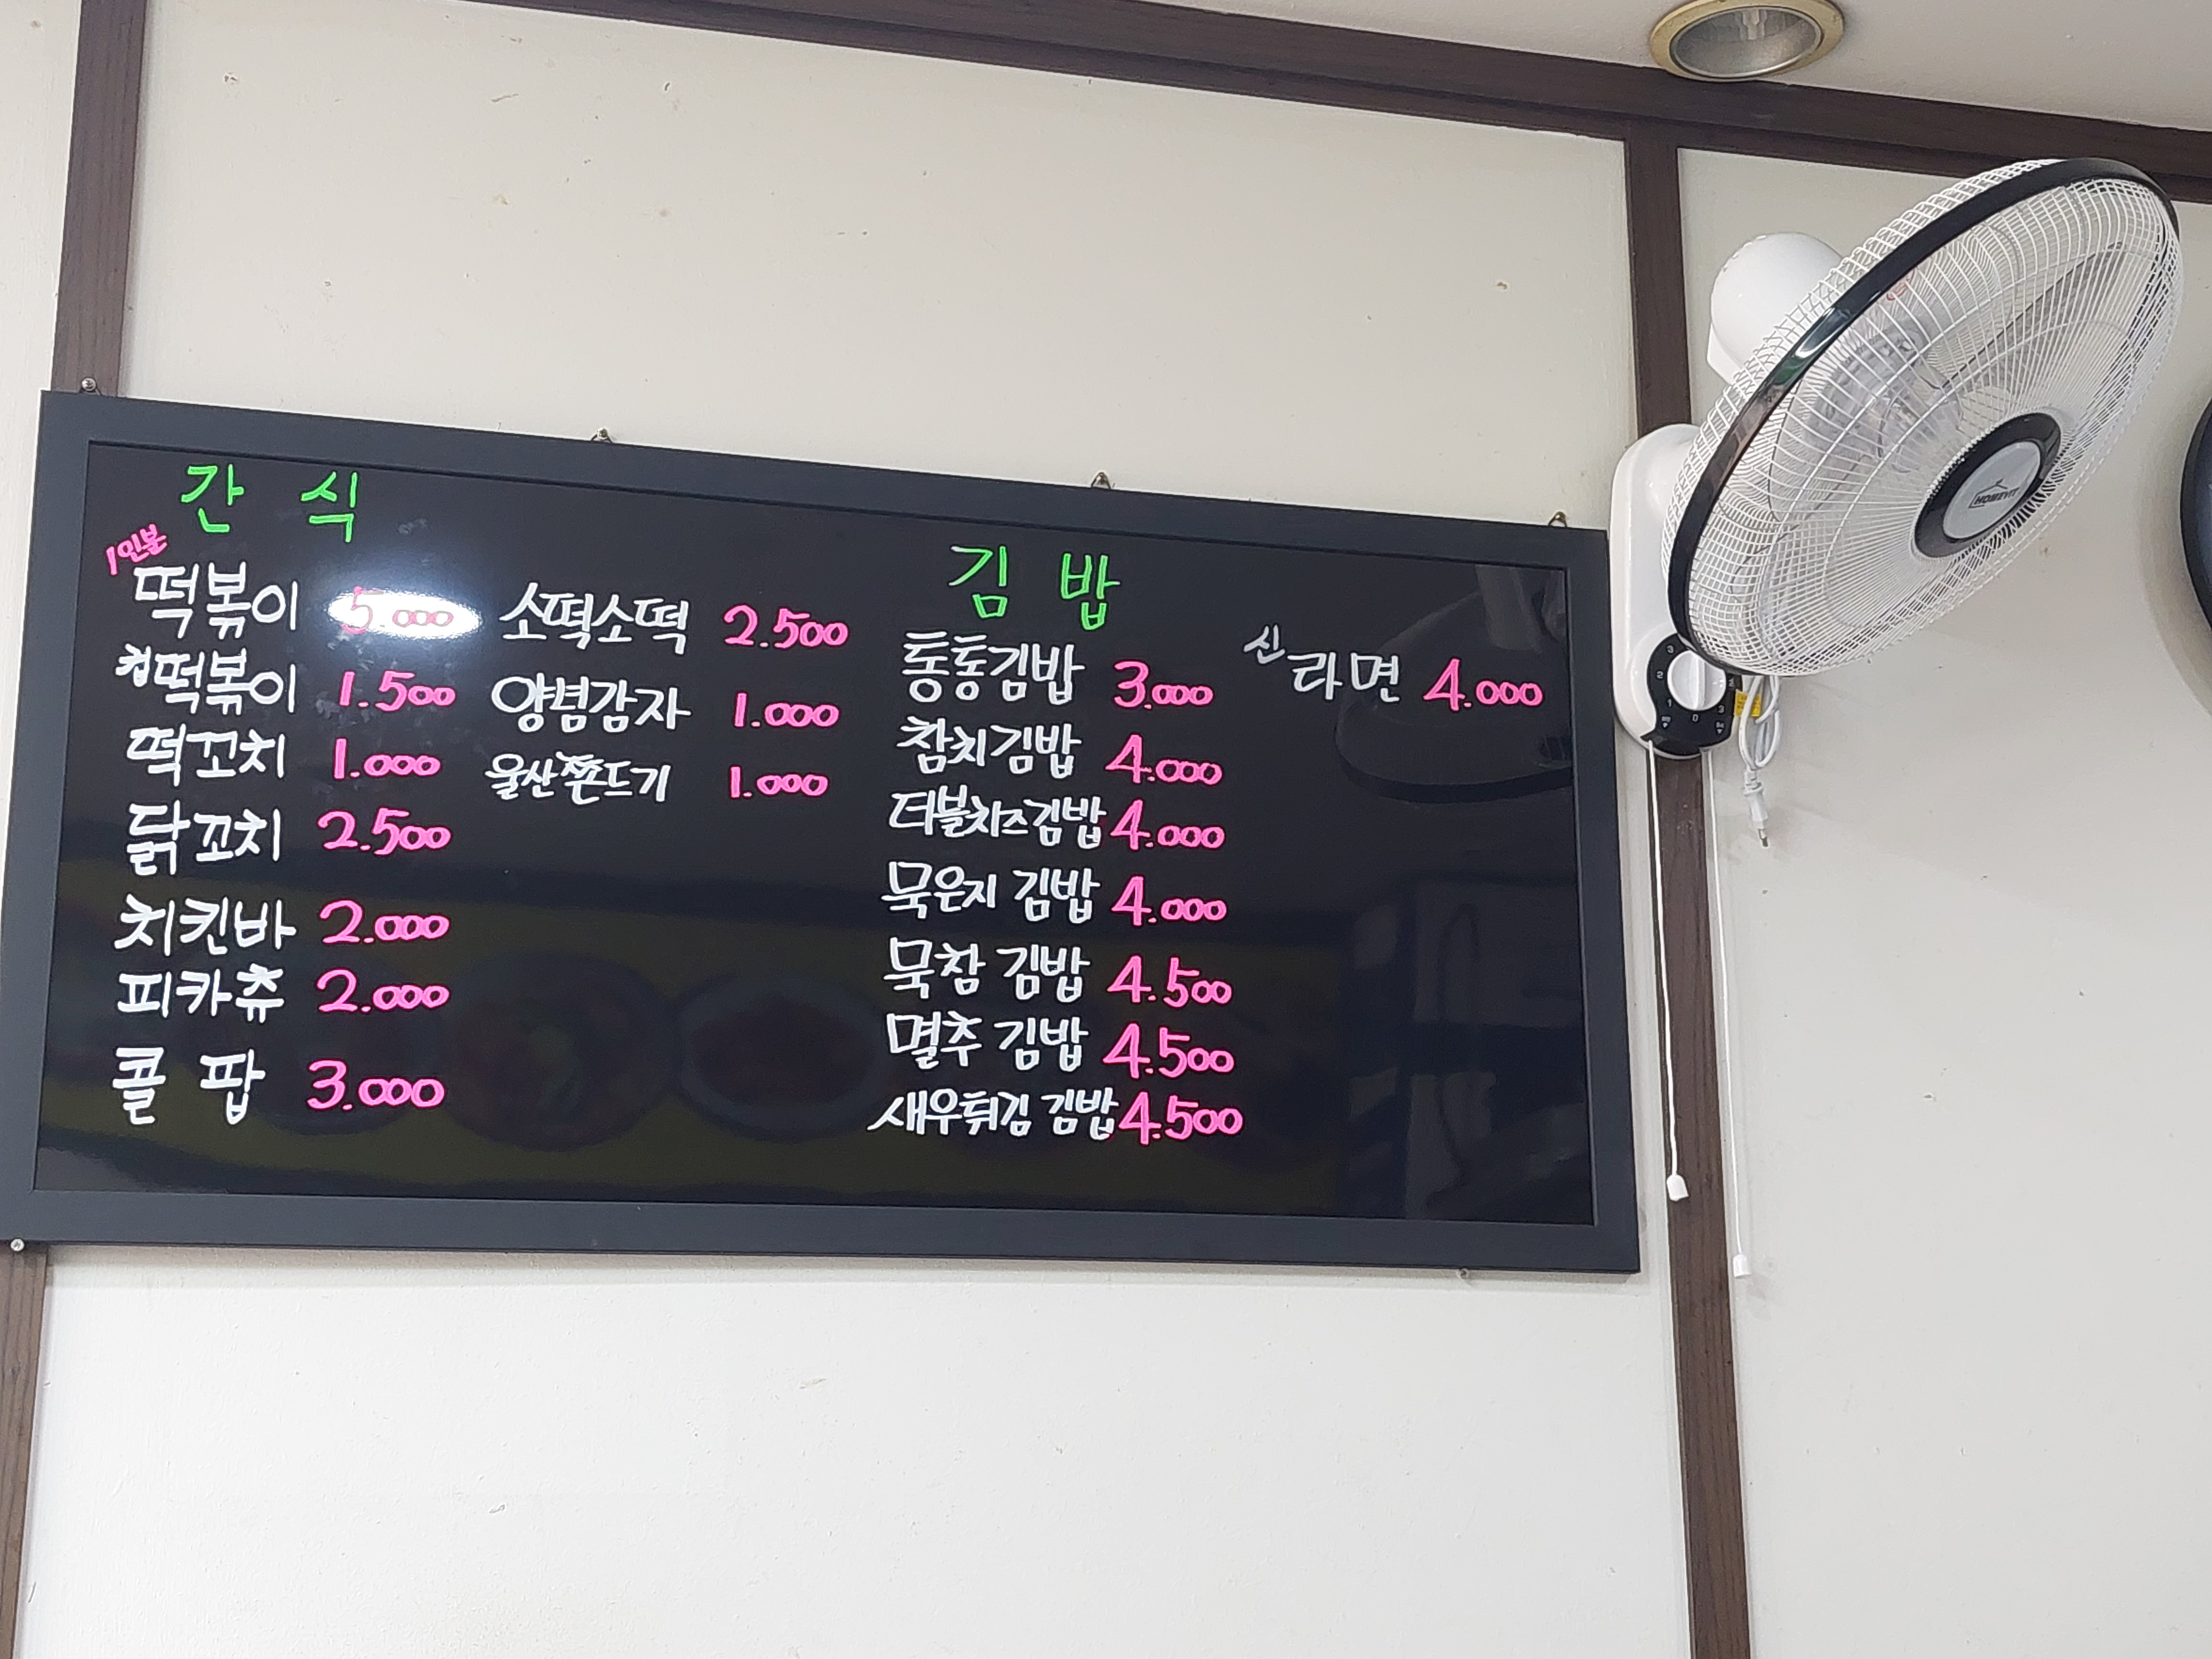 간 식
1인분
떡볶이 5.000
컵떡볶이 1.500
떡꼬치 1.000
닭꼬치 2.500
치킨바 2.000
피카츄 2.000
콜 팝 3.000
소떡소떡 2.500
양념감자 1.000
울산쫀드기 1.000
김 밥
통통김밥 3.000
참치김밥 4.000
더블치즈김밥 4.000
묵은지 김밥 4.000
묵참 김밥 4.500
멸추 김밥 4.500
새우튀김 김밥 4.500
신라면 4.000
HOMEVIT